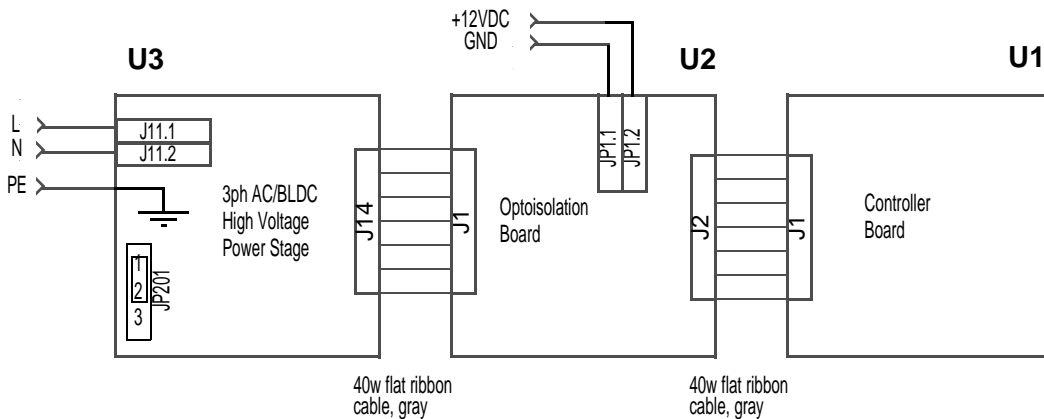 +12VDC
GND
U3
U2
U1
L
N
PE
J11.1
J11.2
JP1.1
JP1.2
3ph AC/BLDC
High Voltage
Power Stage
J14
J1
Optoisolation
Board
J2
J1
Controller
Board
1
2
3
JP201
40w flat ribbon
cable, gray
40w flat ribbon
cable, gray